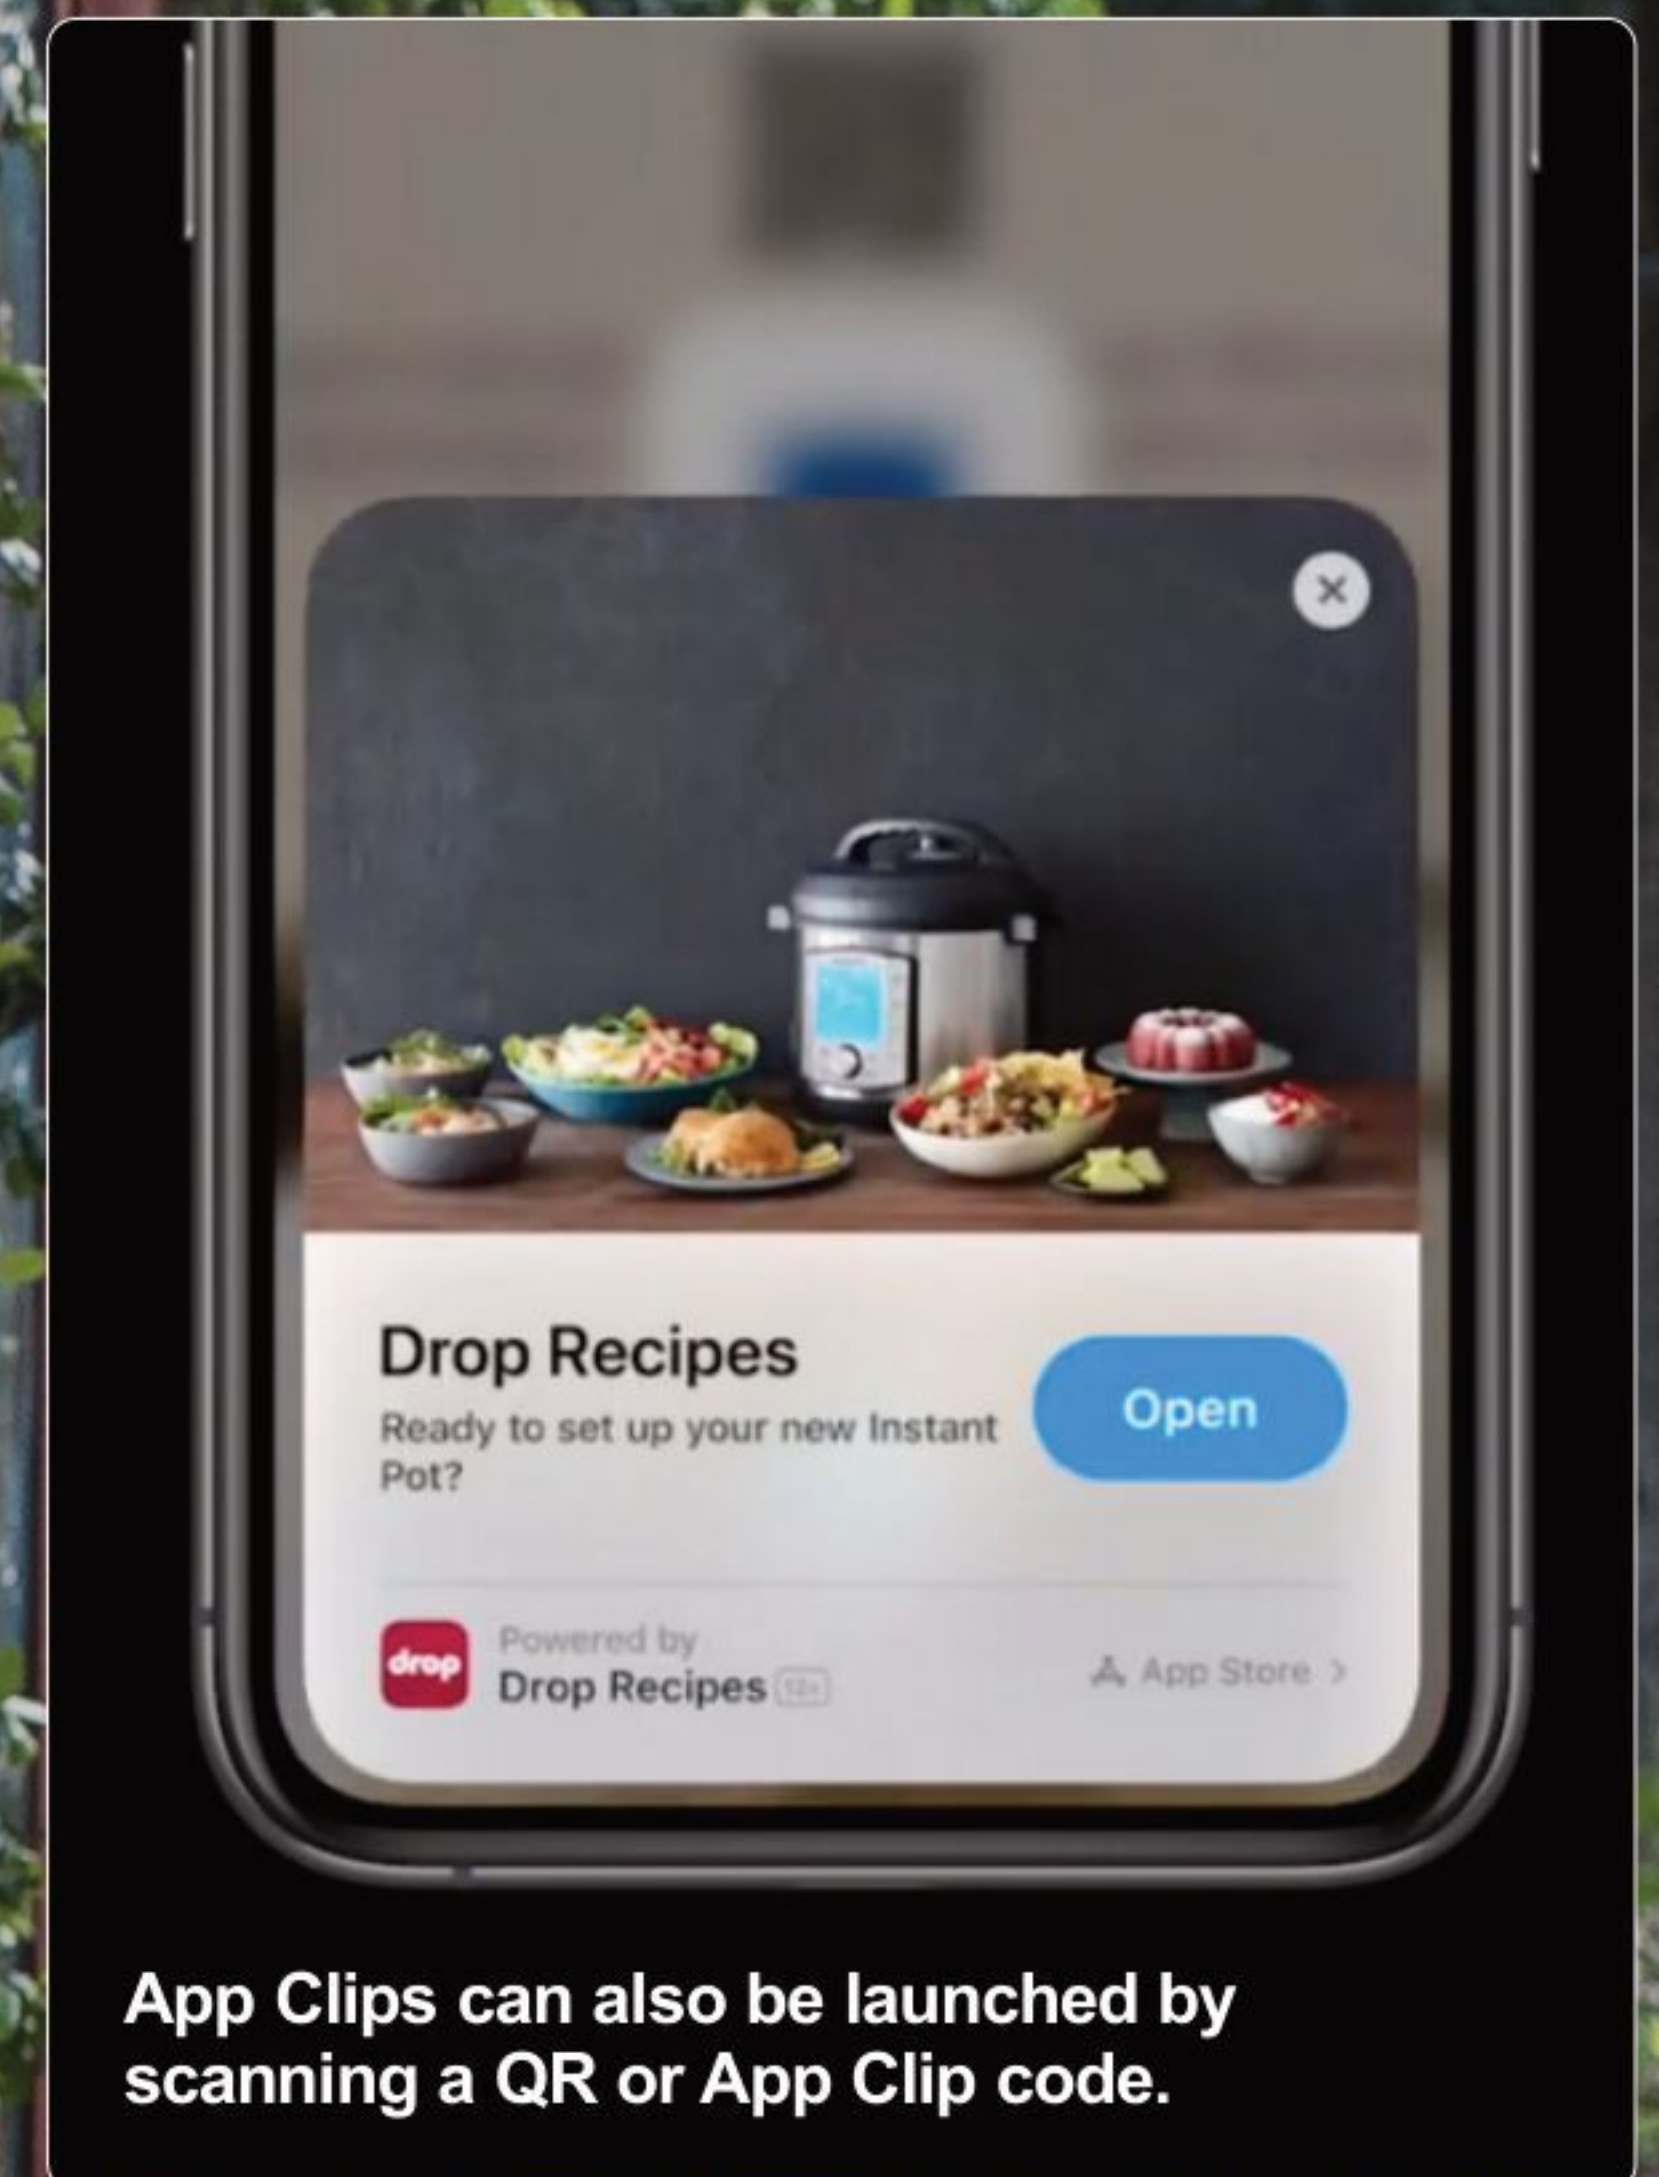 Drop Recipes
Ready to set up your new Instant
Pot?
Open
drop
Powered by
Drop Recipes 12+
App Store
App Clips can also be launched by
scanning a QR or App Clip code.